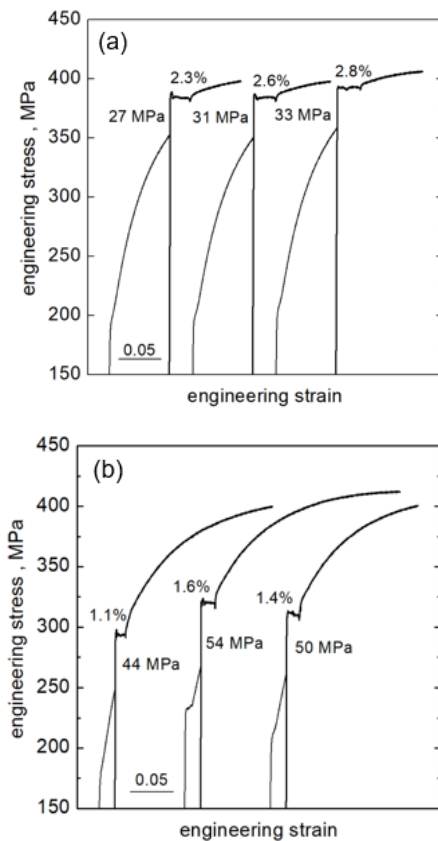 (a)
450
400
350
300
250
200
150
engineering stress , MPa
2.3%
2.6%
2.8%
27 MPa
31 MPa
33 MPa
0.05
engineering strain
(b)
450
400
350
300
250
200
150
engineering stress , MPa
1.1%
1.6%
1.4%
44 MPa
54 MPa
50 MPa
0.05
engineering strain